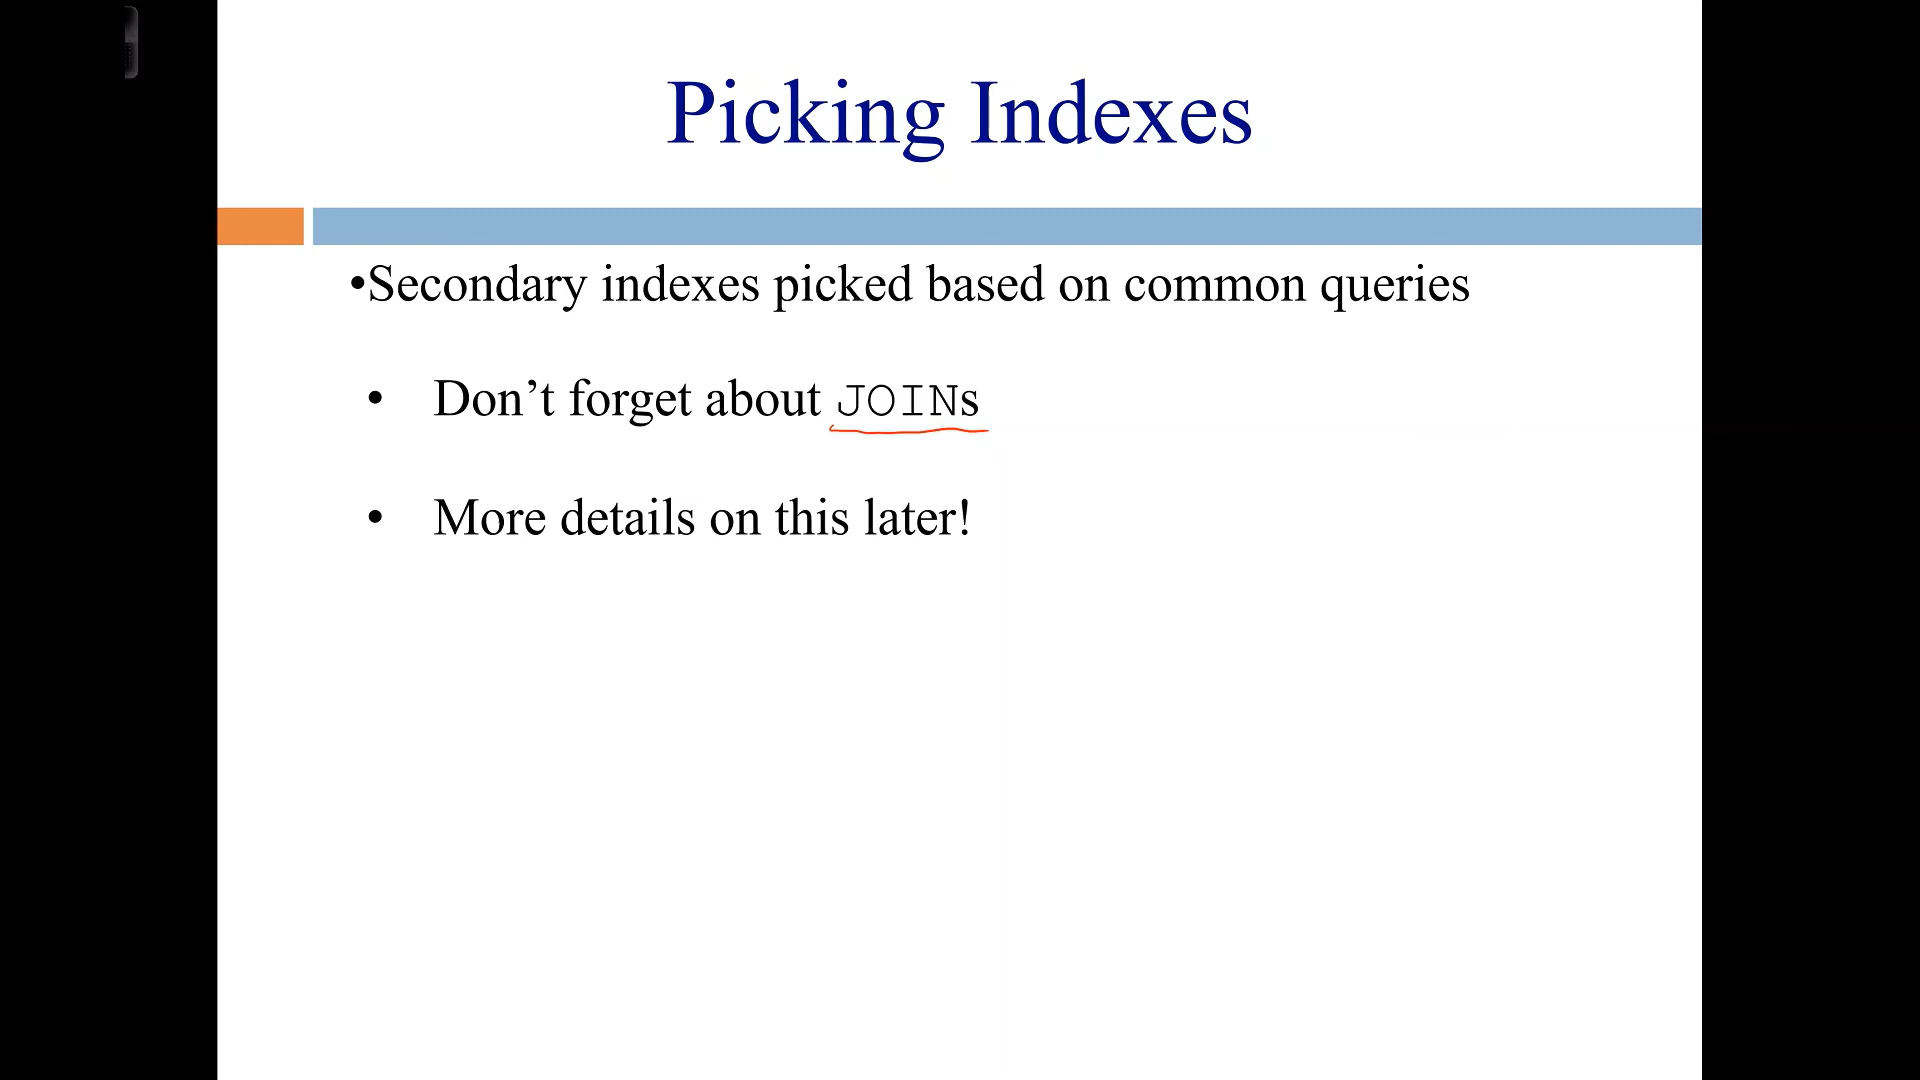 Picking Indexes
•Secondary indexes picked based on common queries
• Don’t forget about JOINs
• More details on this later!